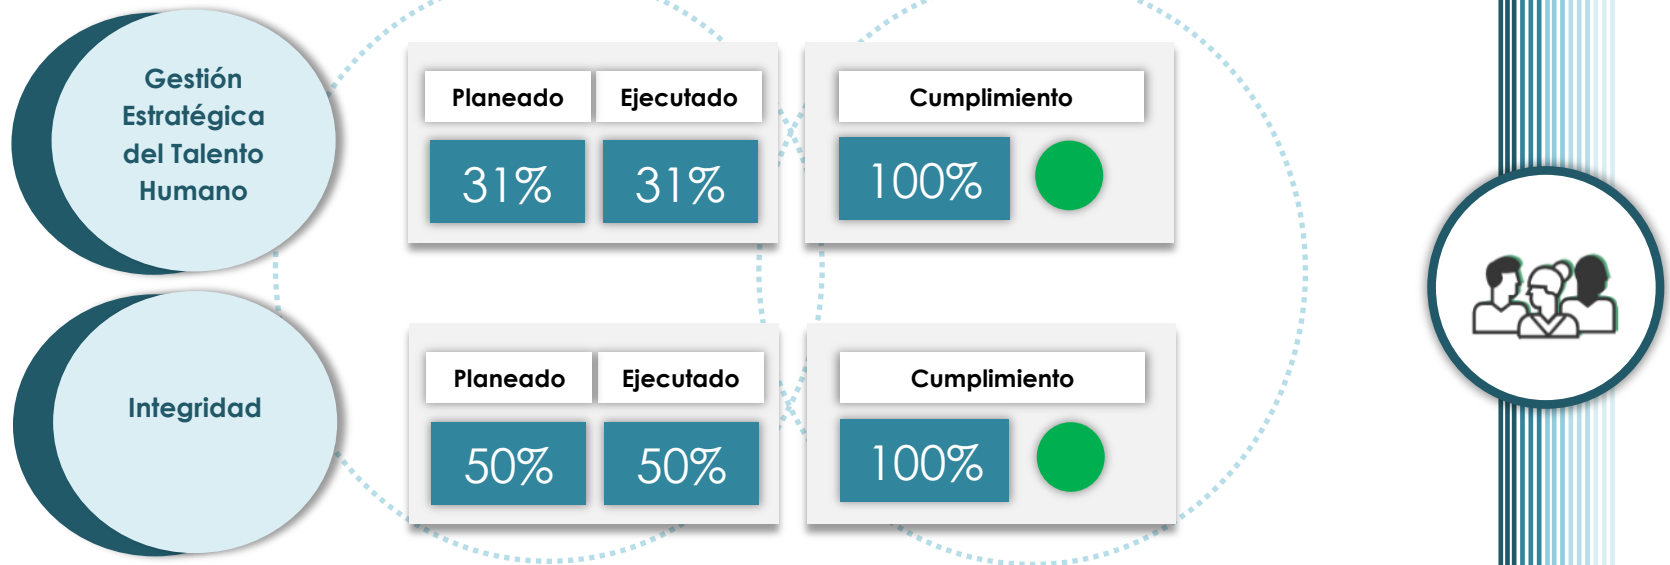 Gestión
Estratégica
del Talento
Humano
Planeado Ejecutado Cumplimiento
31% 31% 100%
Integridad
Planeado Ejecutado Cumplimiento
50% 50% 100%